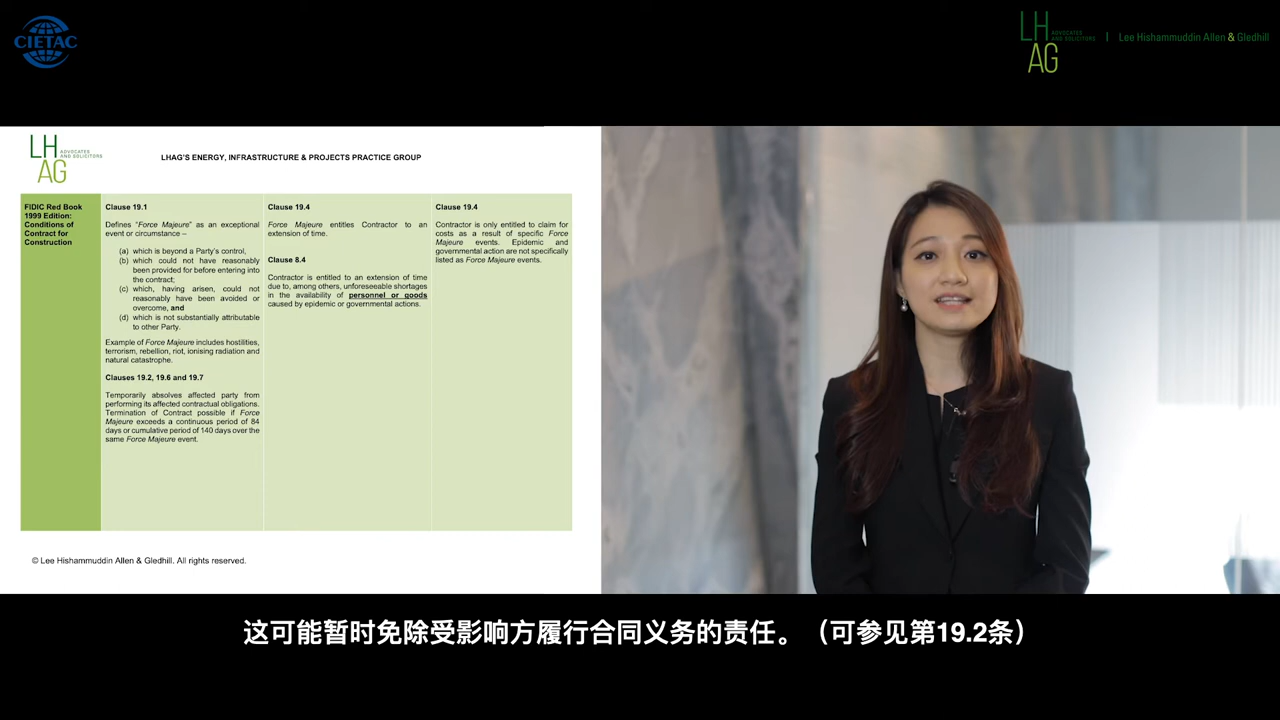 CIETAC
LH
AG
ADVOCATES
AND SOLICITORS
Lee Hishammuddin Allen & Gledhill
LH
AG
ADVOCATES
AND SOLICITORS
LHAG'S ENERGY, INFRASTRUCTURE & PROJECTS PRACTICE GROUP
FIDIC Red Book
1999 Edition:
Conditions of
Contract for
Construction
Clause 19.1
Defines "Force Majeure" as an exceptional
event or circumstance –
(a) which is beyond a Party's control,
(b) which could not have reasonably
been provided for before entering into
the contract;
(c) which, having arisen, could not
reasonably have been avoided or
overcome, and
(d) which is not substantially attributable
to other Party.
Example of Force Majeure includes hostilities,
terrorism, rebellion, riot, ionising radiation and
natural catastrophe.
Clauses 19.2, 19.6 and 19.7
Temporarily absolves affected party from
performing its affected contractual obligations.
Termination of Contract possible if Force
Majeure exceeds a continuous period of 84
days or cumulative period of 140 days over the
same Force Majeure event.
Clause 19.4
Force Majeure entitles Contractor to an
extension of time.
Clause 8.4
Contractor is entitled to an extension of time
due to, among others, unforeseeable shortages
in the availability of personnel or goods
caused by epidemic or governmental actions.
Clause 19.4
Contractor is only entitled to claim for
costs as a result of specific Force
Majeure events. Epidemic and
governmental action are not specifically
listed as Force Majeure events.
© Lee Hishammuddin Allen & Gledhill. All rights reserved.
这可能暂时免除受影响方履行合同义务的责任。（可参见第19.2条）